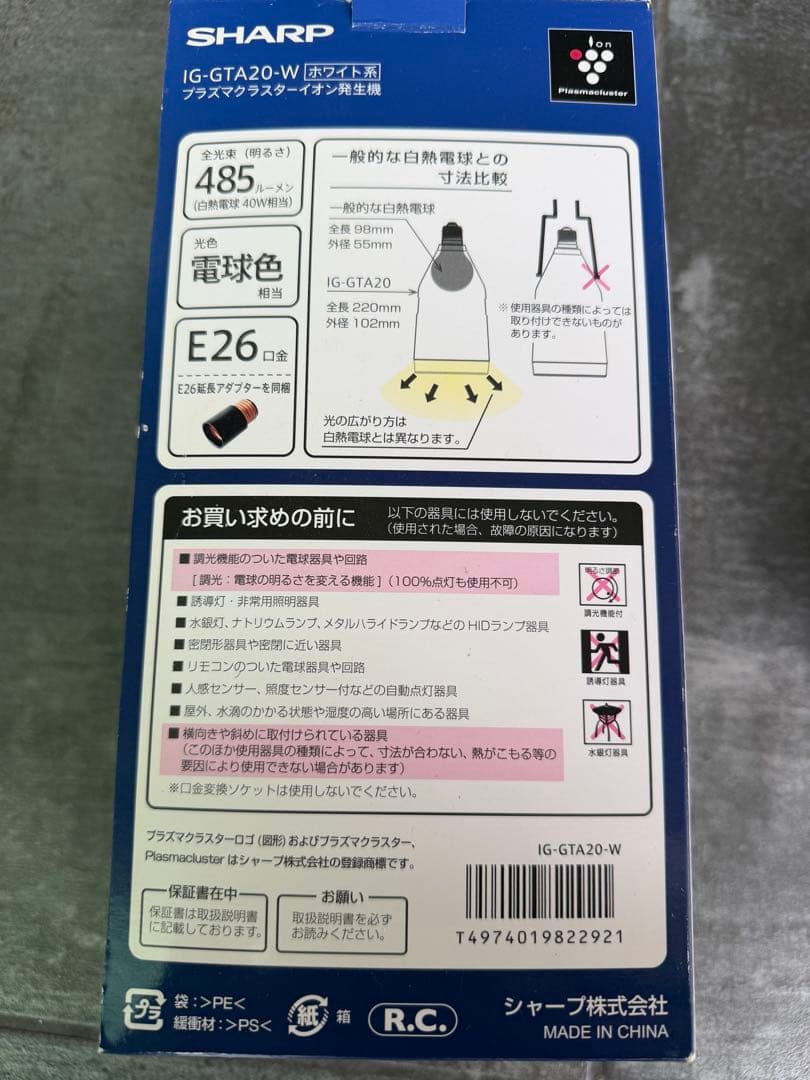 SHARP
IG-GTA20-W ホワイト系
プラズマクラスターイオン発生機
ion
Plasmacluster
全光束(明るさ)
485ルーメン
(白熱電球 40W相当)
光色
電球色
相当
E26口金
E26延長アダプターを同梱
一般的な白熱電球との
寸法比較
一般的な白熱電球
全長 98mm
外径 55mm
IG-GTA20
全長 220mm
外径 102mm
※使用器具の種類によっては
取り付けできないものが
あります。
光の広がり方は
白熱電球とは異なります。
お買い求めの前に
以下の器具には使用しないでください。
(使用された場合、故障の原因になります)
■調光機能のついた電球器具や回路
[調光:電球の明るさを変える機能](100%点灯も使用不可)
■誘導灯・非常用照明器具
■水銀灯、ナトリウムランプ、メタルハライドランプなどの HIDランプ器具
■密閉形器具や密閉に近い器具
■リモコンのついた電球器具や回路
■人感センサー、照度センサー付などの自動点灯器具
■屋外、水滴のかかる状態や湿度の高い場所にある器具
■横向きや斜めに取付けられている器具
(このほか使用器具の種類によって、寸法が合わない、熱がこもる等の
要因により使用できない場合があります)
※口金変換ソケットは使用しないでください。
明るさ調節
調光機能付
誘導灯器具
水銀灯器具
プラズマクラスターロゴ(図形)およびプラズマクラスター、
Plasmacluster はシャープ株式会社の登録商標です。
保証書在中
保証書は取扱説明書
に記載しております。
お願い
取扱説明書を必ず
お読みください。
IG-GTA20-W
T4974019822921
プラ
袋:>PE<
緩衝材:>PS<
紙
箱
R.C.
シャープ株式会社
MADE IN CHINA